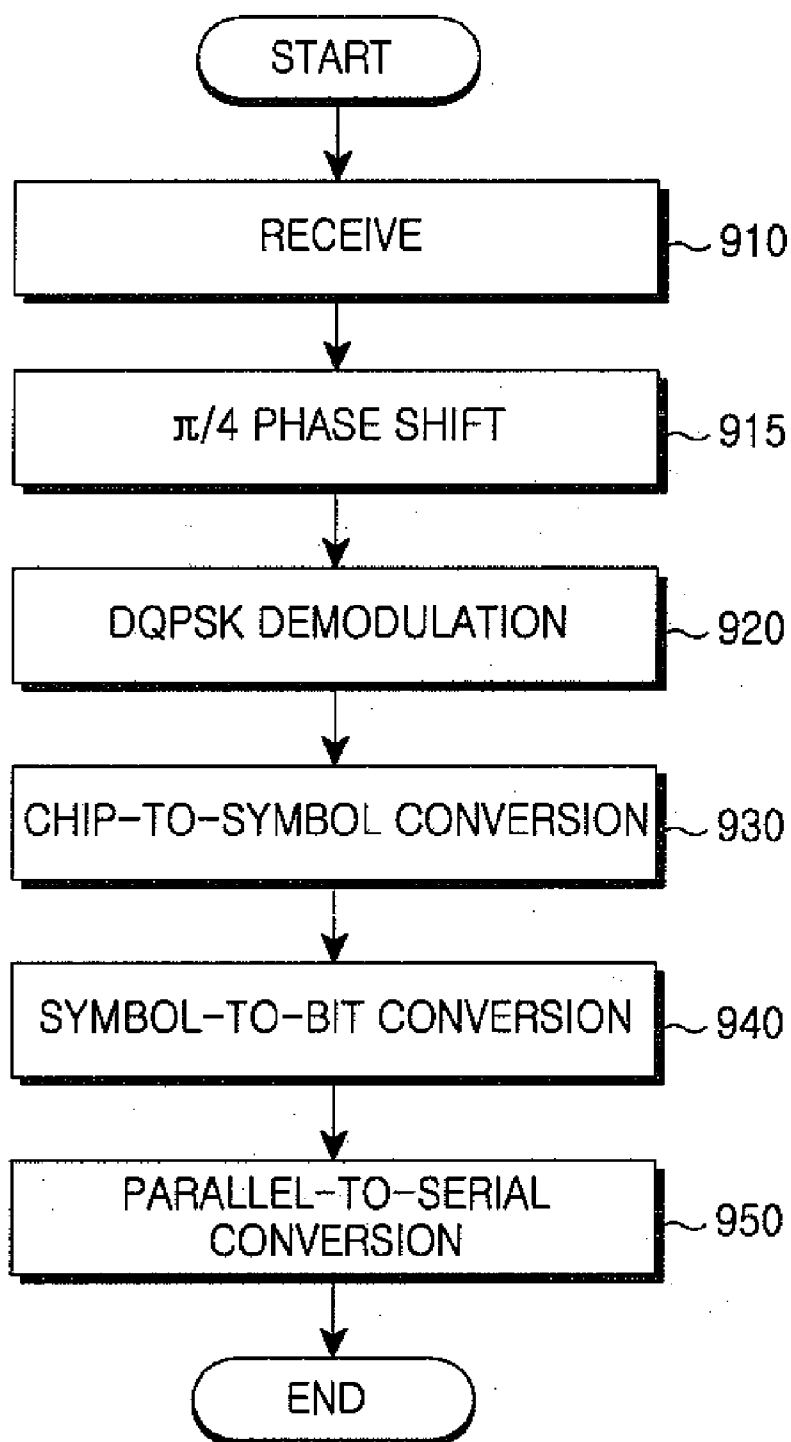 START
RECEIVE
910
π/4 PHASE SHIFT
915
DQPSK DEMODULATION
920
CHIP-TO-SYMBOL CONVERSION
930
SYMBOL-TO-BIT CONVERSION
940
PARALLEL-TO-SERIAL
CONVERSION
950
END